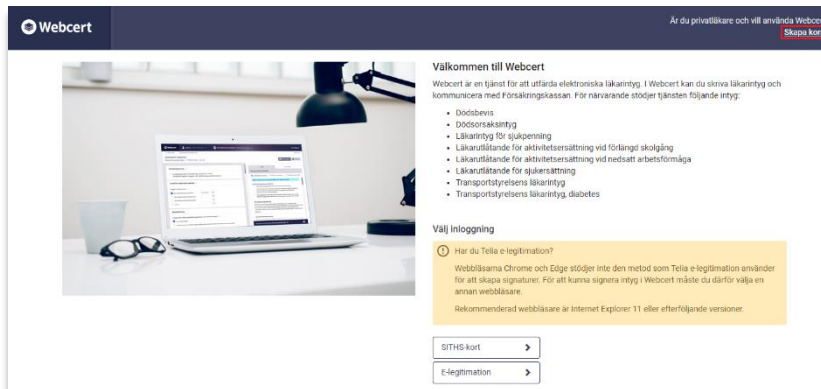 Webcert
Är du privatläkare och vill använda Webcer
Skapa kon
Välkommen till Webcert
Webcert är en tjänst för att utfärda elektroniska läkarintyg. I Webcert kan du skriva läkarintyg och
kommunicera med Försäkringskassan. För närvarande stödjer tjänsten följande intyg:
• Dödsbevis
• Dödsorsaksintyg
• Läkarintyg för sjukpenning
• Läkarutlåtande för aktivitetsersättning vid förlängd skolgång
• Läkarutlåtande för aktivitetsersättning vid nedsatt arbetsförmåga
• Läkarutlåtande för sjukersättning
• Transportstyrelsens läkarintyg
• Transportstyrelsens läkarintyg, diabetes
Välj inloggning
Har du Telia e-legitimation?
Webbläsarna Chrome och Edge stödjer inte den metod som Telia e-legitimation använder
för att skapa signaturer. För att kunna signera intyg i Webcert måste du därför välja en
annan webbläsare.
Rekommenderad webbläsare är Internet Explorer 11 eller efterföljande versioner.
SITHS-kort
E-legitimation